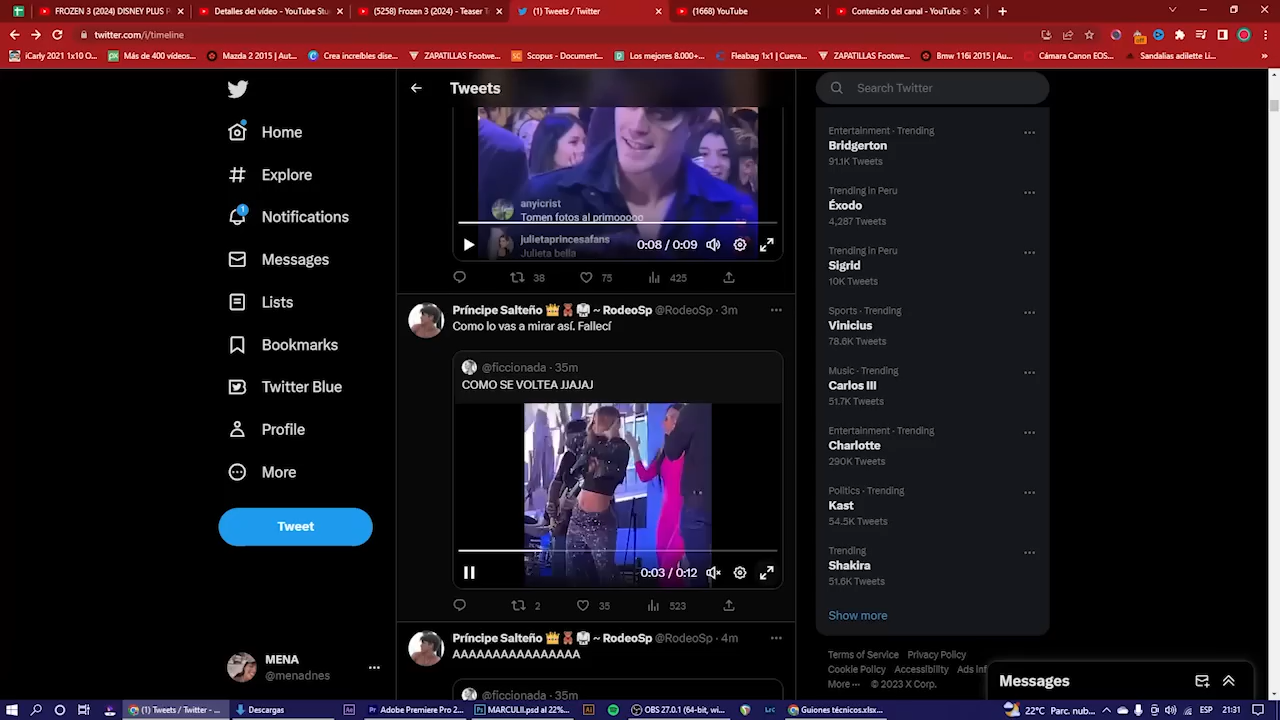 FROZEN 3 (2024) DISNEY PLUS P
Detalles del vídeo - YouTube Stu
(5258) Frozen 3 (2024) - Teaser T
(1) Tweets / Twitter
(1668) YouTube
Contenido del canal - YouTube S
twitter.com/i/timeline
iCarly 2021 1x10 O...
Más de 400 vídeos...
Mazda 2 2015 | Aut...
Crea increíbles dise...
ZAPATILLAS Footwe...
Scopus - Document...
Los mejores 8.000+...
Fleabag 1x01 | Cueva...
ZAPATILLAS Footwe...
Bmw 116i 2015 | Aut...
Cámara Canon EOS...
Sandalias adilette Li...
Home
Explore
1
Notifications
Messages
Lists
Bookmarks
Twitter Blue
Profile
More
Tweet
MENA
@menadnes
Tweets
anyicrist
Tomen fotos al primooooo
julietaprincesafans
Julieta bella
0:08 / 0:09
38 75 425
Príncipe Salteño 👑🧸🥋 ~ RodeoSp @RodeoSp · 3m
Como lo vas a mirar así. Fallecí
@ficcionada · 35m
COMO SE VOLTEA JJAJAJ
0:03 / 0:12
2 35 523
Príncipe Salteño 👑🧸🥋 ~ RodeoSp @RodeoSp · 4m
AAAAAAAAAAAAAAAA
@ficcionada · 35m
Search Twitter
Entertainment · Trending
Bridgerton
91.1K Tweets
Trending in Peru
Éxodo
4,287 Tweets
Trending in Peru
Sigrid
10K Tweets
Sports · Trending
Vinicius
78.6K Tweets
Music · Trending
Carlos III
51.7K Tweets
Entertainment · Trending
Charlotte
290K Tweets
Politics · Trending
Kast
54.5K Tweets
Trending
Shakira
51.6K Tweets
Show more
Terms of Service Privacy Policy
Cookie Policy Accessibility Ads inf
More ··· © 2023 X Corp.
Messages
(1) Tweets / Twitter - ...
Descargas
Adobe Premiere Pro 2...
MARCULII.psd al 22%...
OBS 27.0.1 (64-bit, wi...
Guiones técnicos.xlsx...
22°C Parc. nub...
ESP
21:31